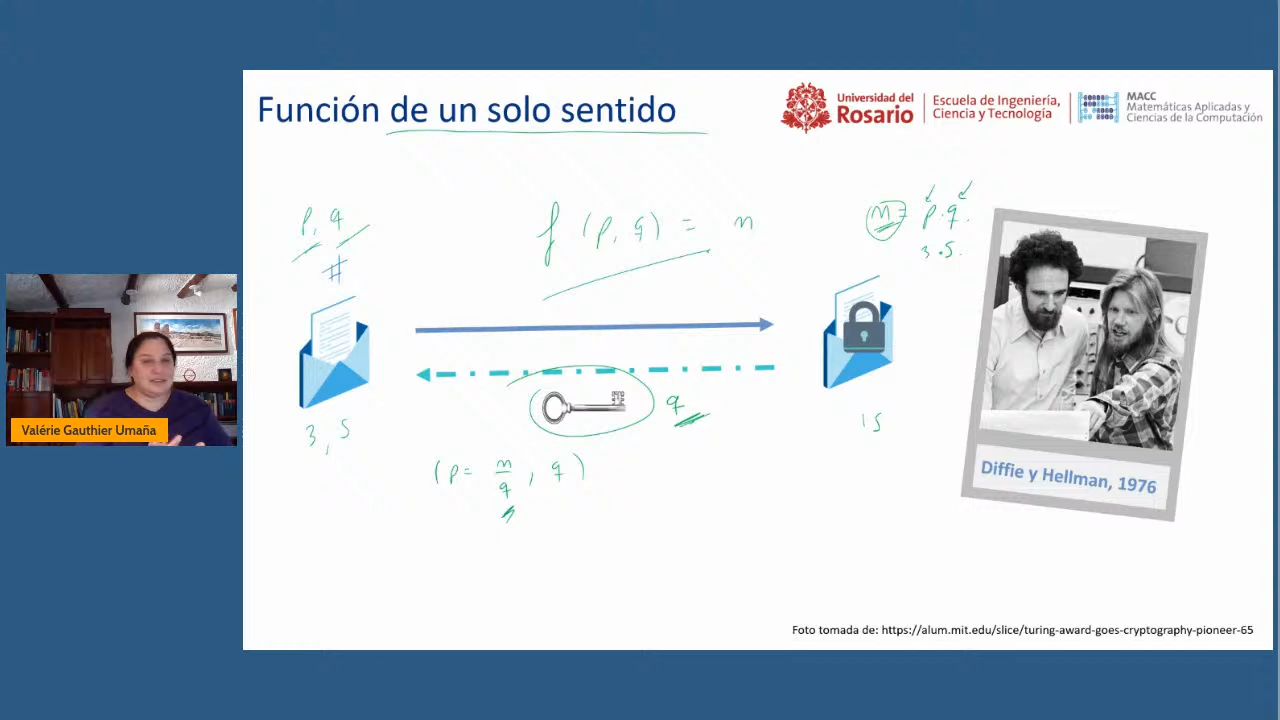 Función de un solo sentido
Universidad del
Rosario
Escuela de Ingeniería,
Ciencia y Tecnología
MACC
Matemáticas Aplicadas y
Ciencias de la Computación
p, q
#
f (p, q) = n
n = p.q.
3.5.
q
3, 5
15
(p = n/q, q)
Diffie y Hellman, 1976
Valérie Gauthier Umaña
Foto tomada de: https://alum.mit.edu/slice/turing-award-goes-cryptography-pioneer-65